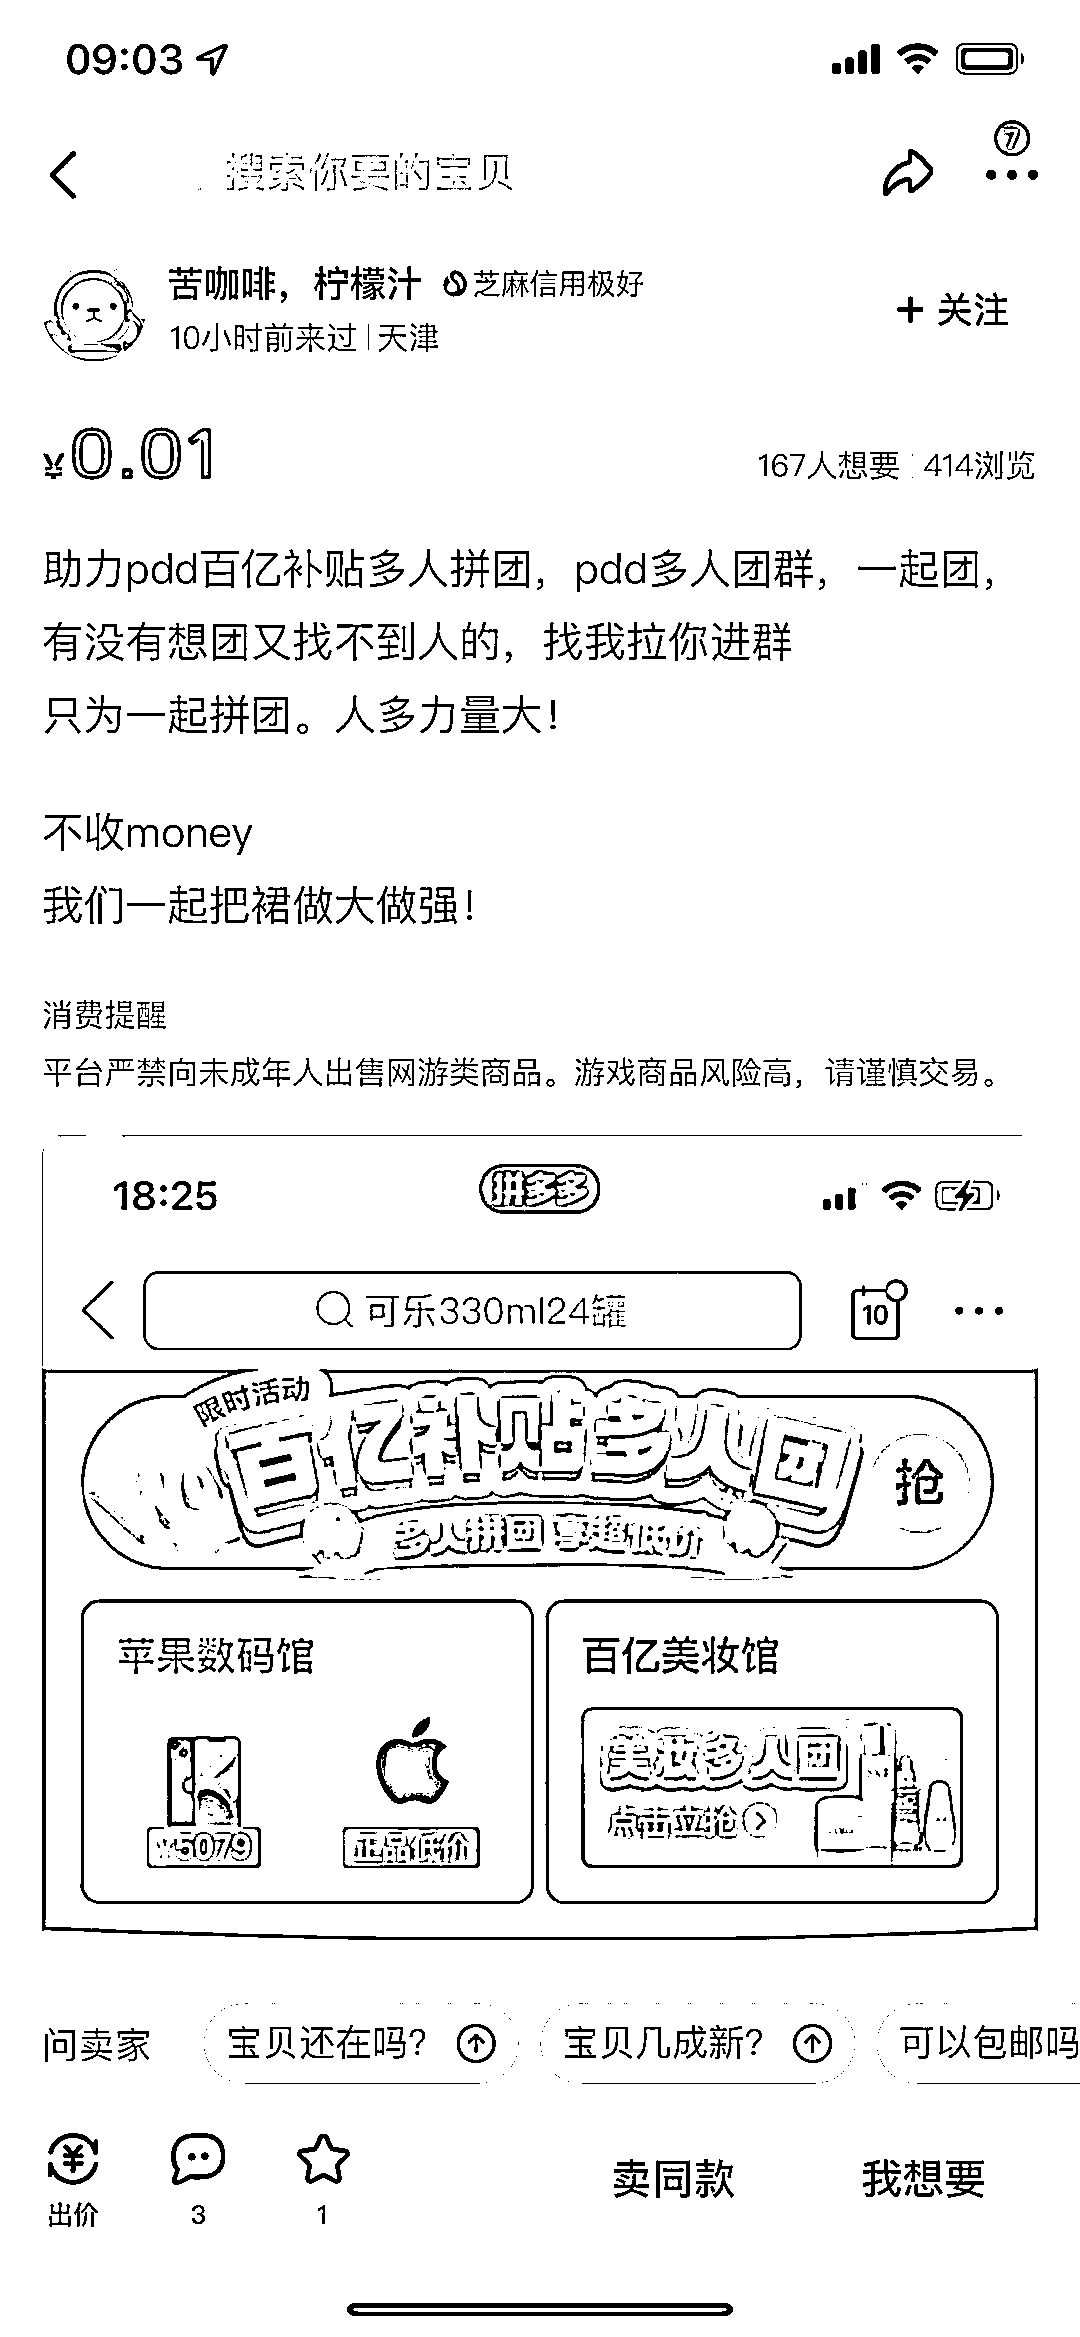 09:03
搜索你要的宝贝
7
苦咖啡，柠檬汁 芝麻信用极好
10小时前来过 | 天津
+ 关注
¥0.01
167人想要 414浏览
助力pdd百亿补贴多人拼团，pdd多人团群，一起团，
有没有想团又找不到人的，找我拉你进群
只为一起拼团。人多力量大！
不收money
我们一起把裙做大做强！
消费提醒
平台严禁向未成年人出售网游类商品。游戏商品风险高，请谨慎交易。
18:25
拼多多
可乐330ml24罐
10
限时活动
百亿补贴多人团
抢
多人拼团 享超低价
苹果数码馆
百亿美妆馆
¥5079
正品低价
美妆多人团
点击立抢
问卖家
宝贝还在吗？
宝贝几成新？
可以包邮吗
出价
3
1
卖同款
我想要